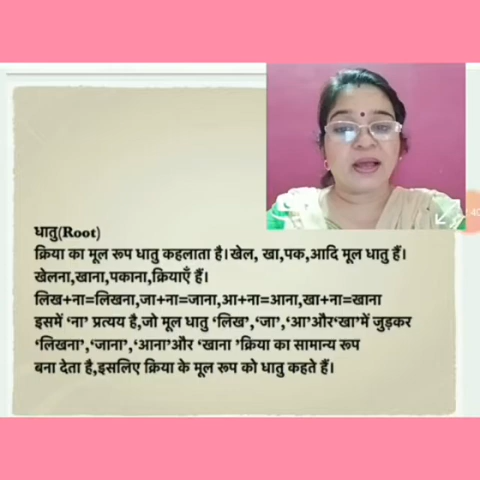 धातु(Root)
क्रिया का मूल रूप धातु कहलाता है।खेल, खा,पक,आदि मूल धातु हैं।
खेलना,खाना,पकाना,क्रियाएँ हैं।
लिख+ना=लिखना,जा+ना=जाना,आ+ना=आना,खा+ना=खाना
इसमें ‘ना’ प्रत्यय है,जो मूल धातु ‘लिख’,‘जा’,‘आ’और‘खा’में जुड़कर
‘लिखना’,‘जाना’,‘आना’और ‘खाना ’क्रिया का सामान्य रूप
बना देता है,इसलिए क्रिया के मूल रूप को धातु कहते हैं।
40